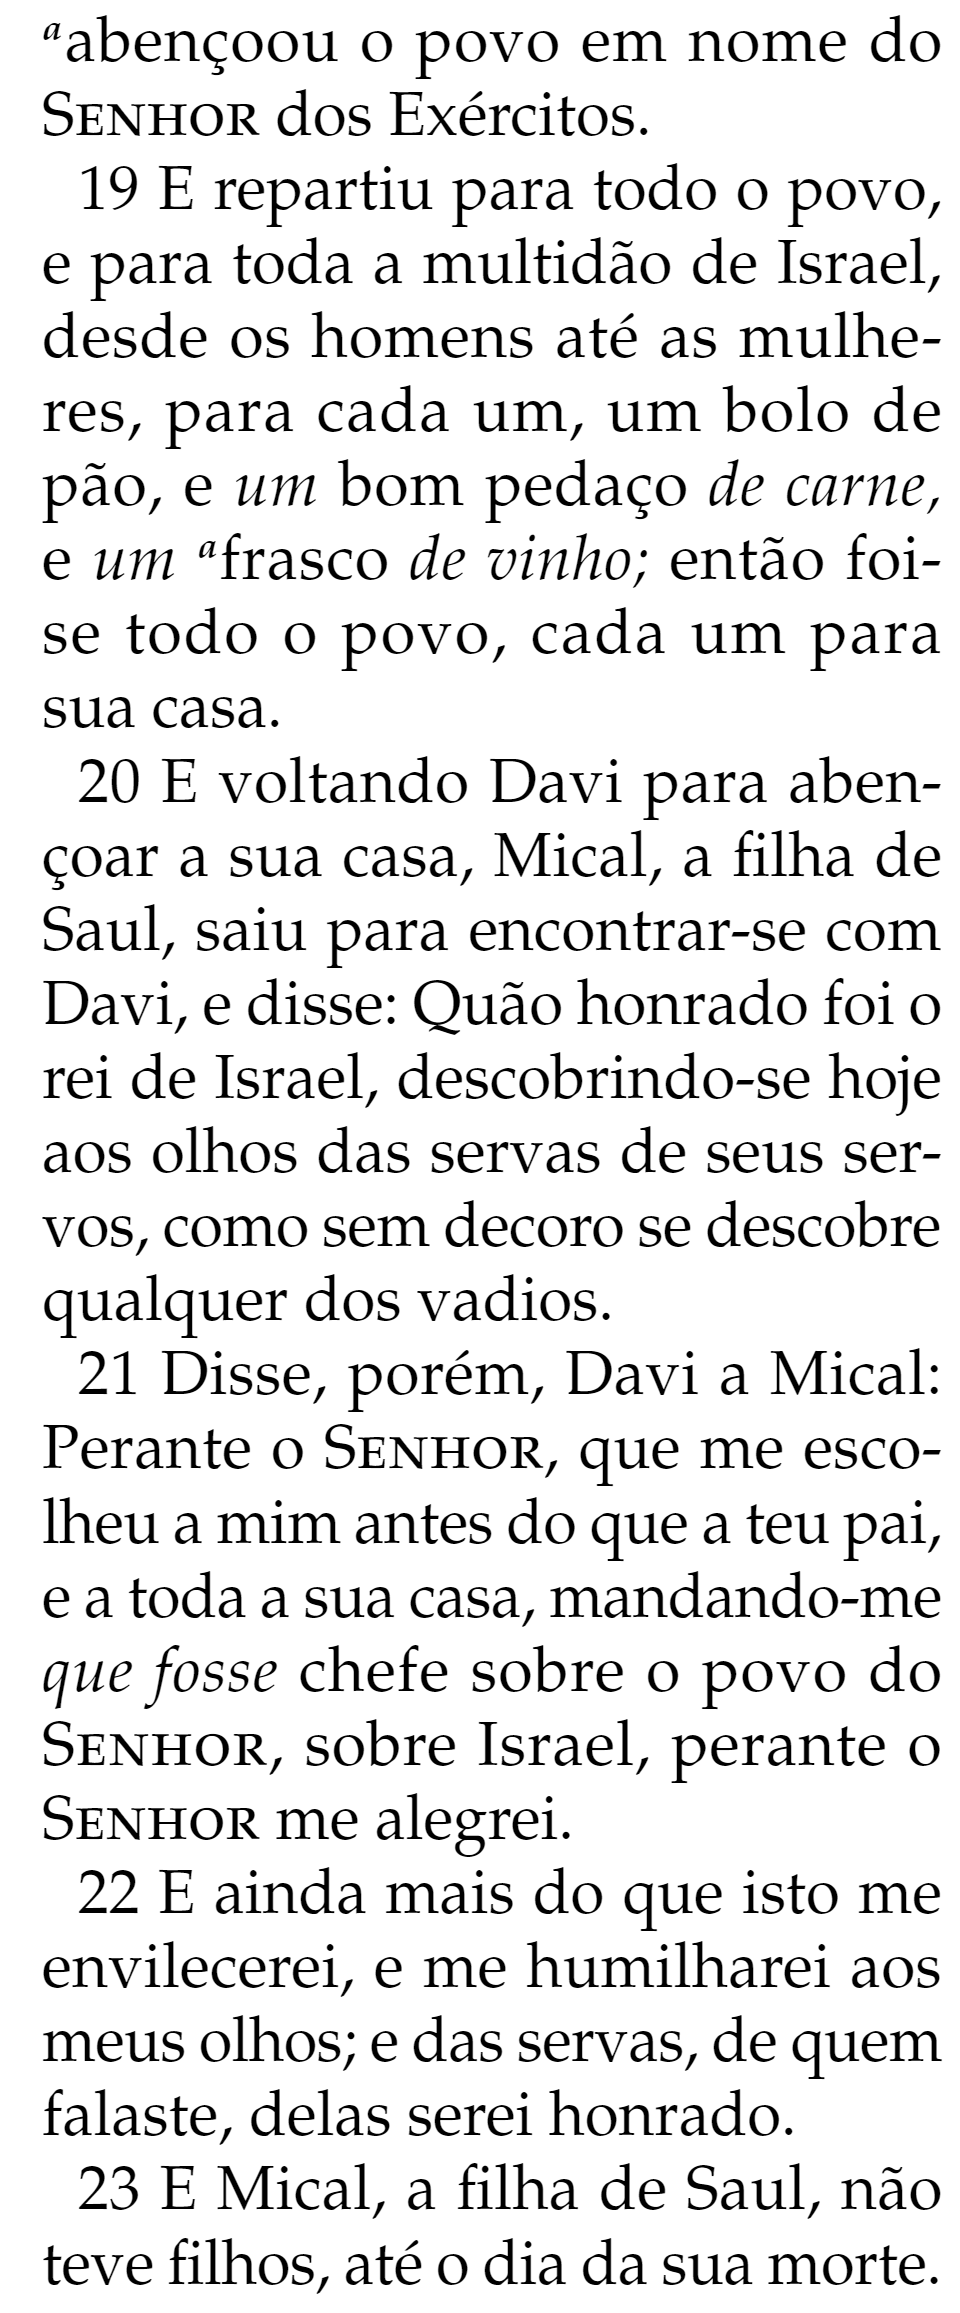 ᵃabençoou o povo em nome do
SENHOR dos Exércitos.
19 E repartiu para todo o povo,
e para toda a multidão de Israel,
desde os homens até as mulhe-
res, para cada um, um bolo de
pão, e um bom pedaço de carne,
e um ᵃfrasco de vinho; então foi-
se todo o povo, cada um para
sua casa.
20 E voltando Davi para aben-
çoar a sua casa, Mical, a filha de
Saul, saiu para encontrar-se com
Davi, e disse: Quão honrado foi o
rei de Israel, descobrindo-se hoje
aos olhos das servas de seus ser-
vos, como sem decoro se descobre
qualquer dos vadios.
21 Disse, porém, Davi a Mical:
Perante o SENHOR, que me esco-
lheu a mim antes do que a teu pai,
e a toda a sua casa, mandando-me
que fosse chefe sobre o povo do
SENHOR, sobre Israel, perante o
SENHOR me alegrei.
22 E ainda mais do que isto me
envilecerei, e me humilharei aos
meus olhos; e das servas, de quem
falaste, delas serei honrado.
23 E Mical, a filha de Saul, não
teve filhos, até o dia da sua morte.